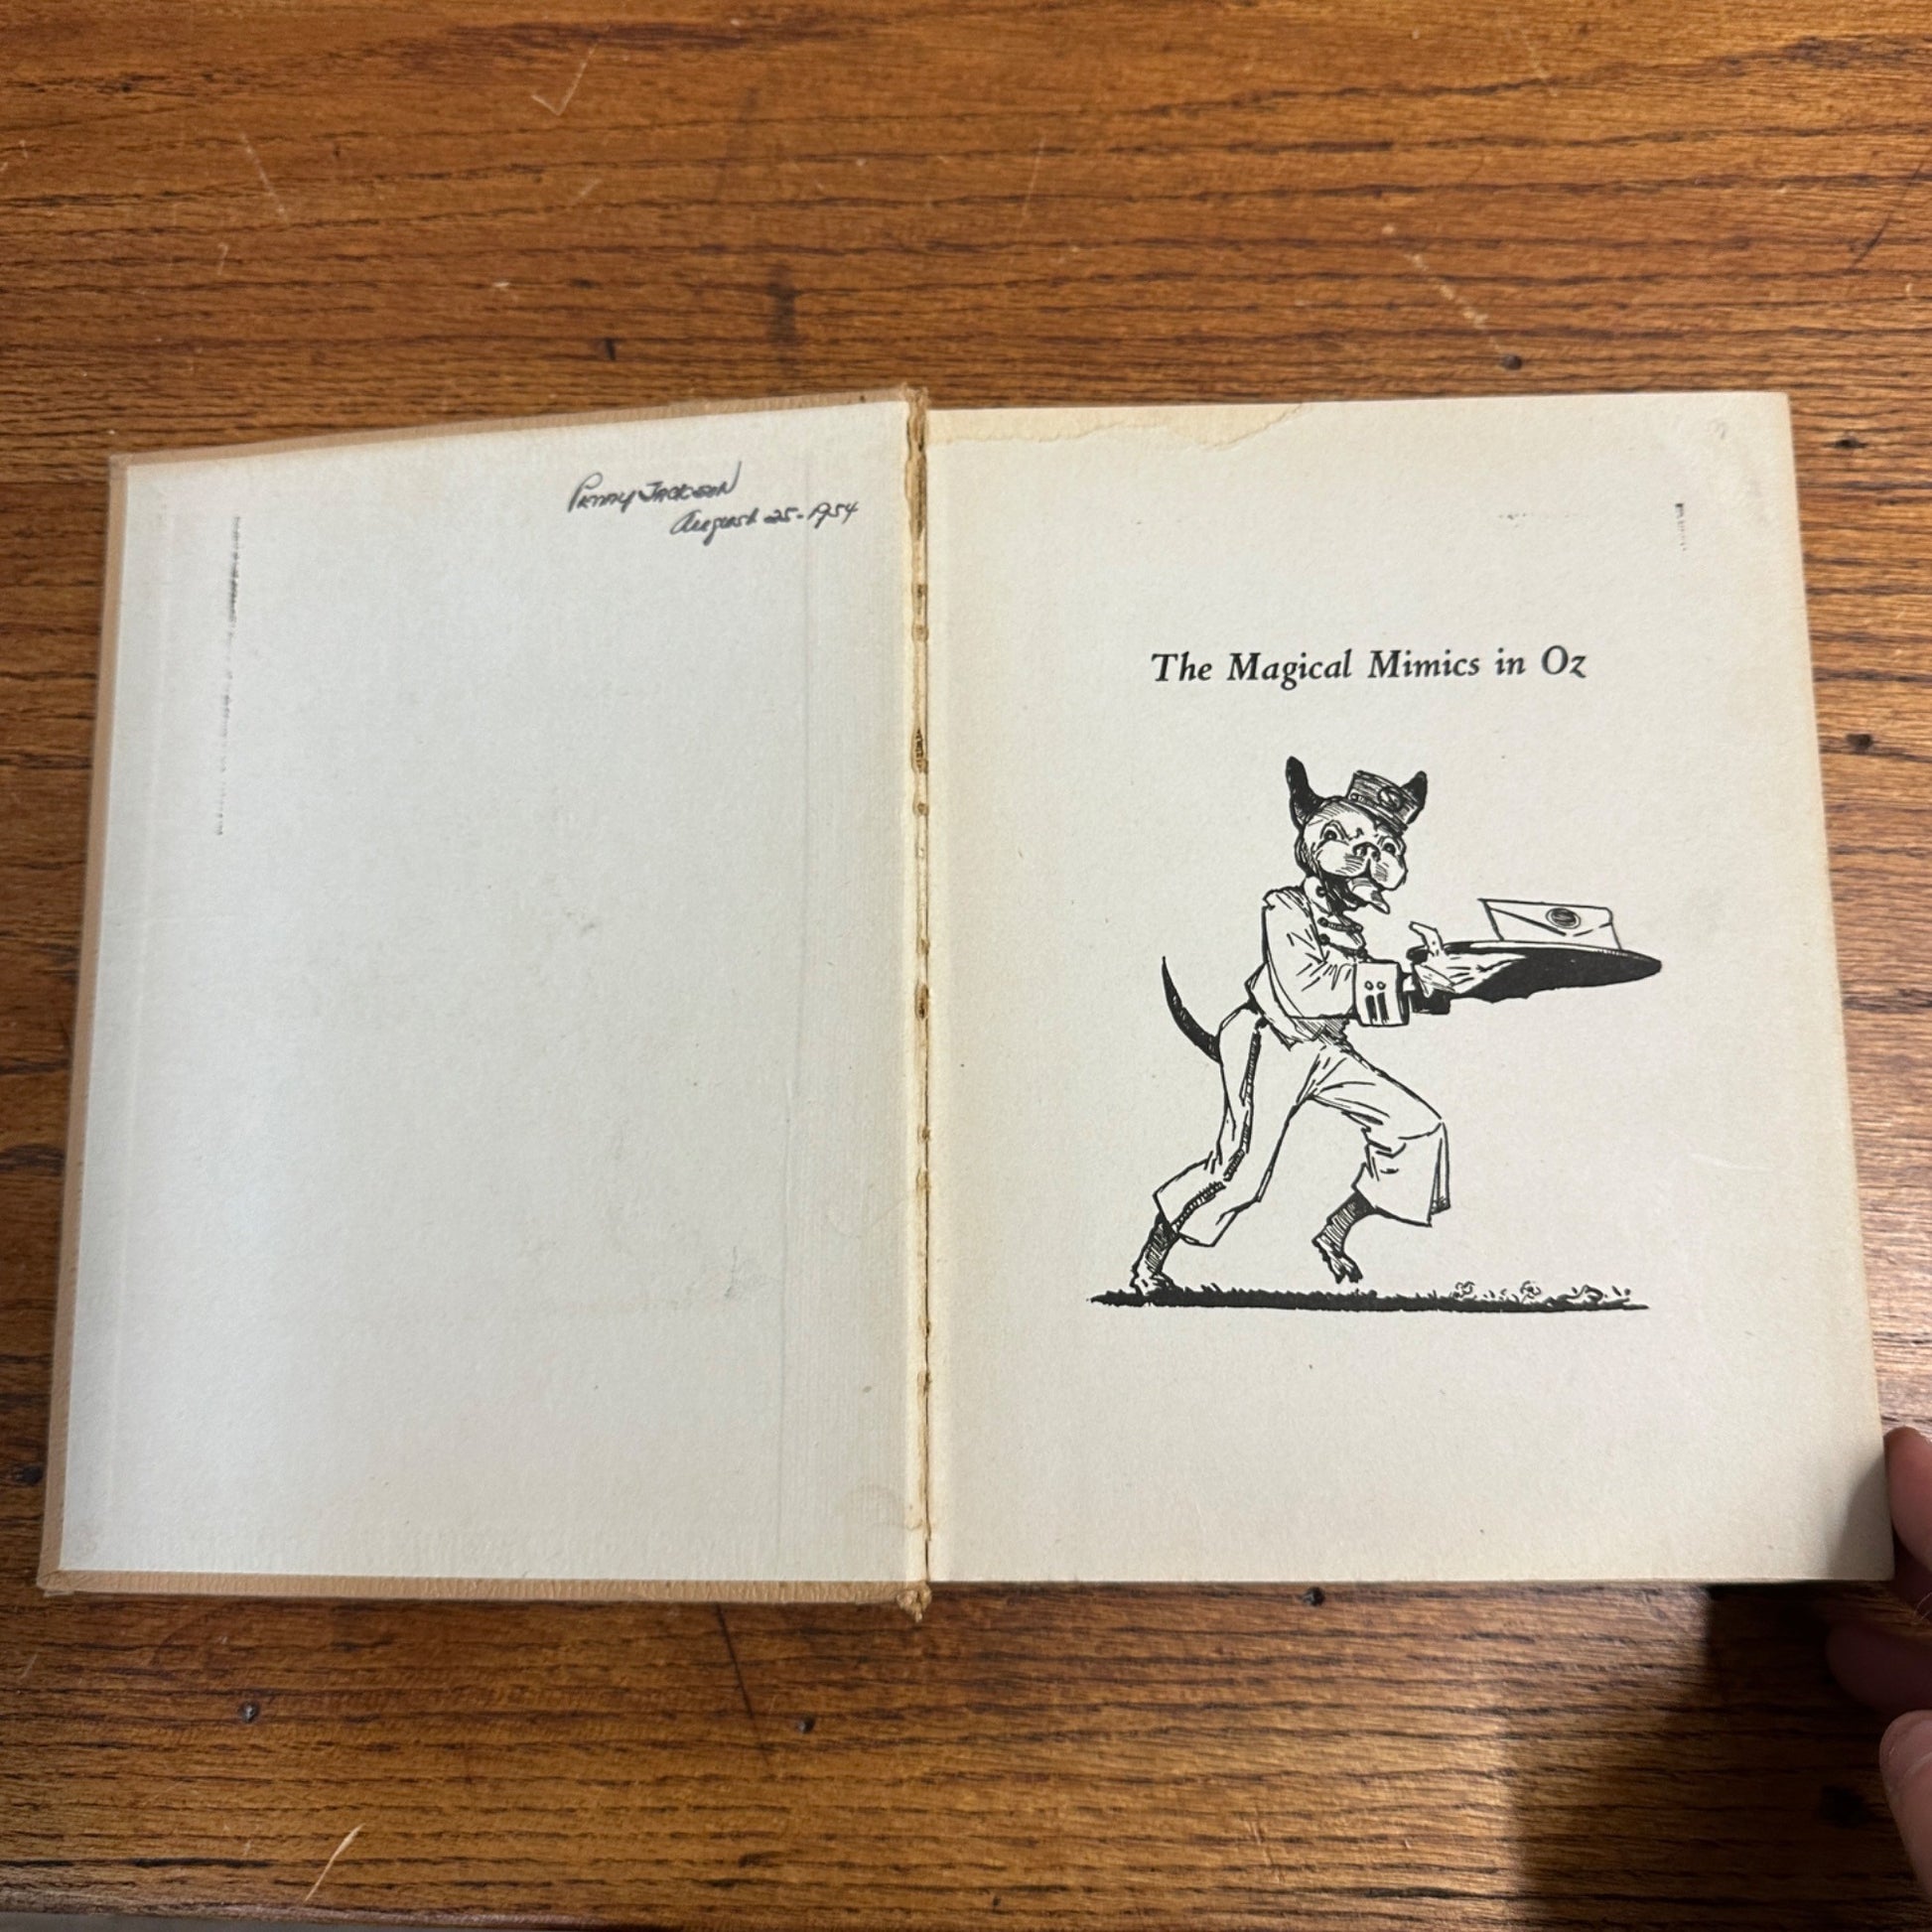 Penny Jackson
August 25-1954
The Magical Mimics in Oz